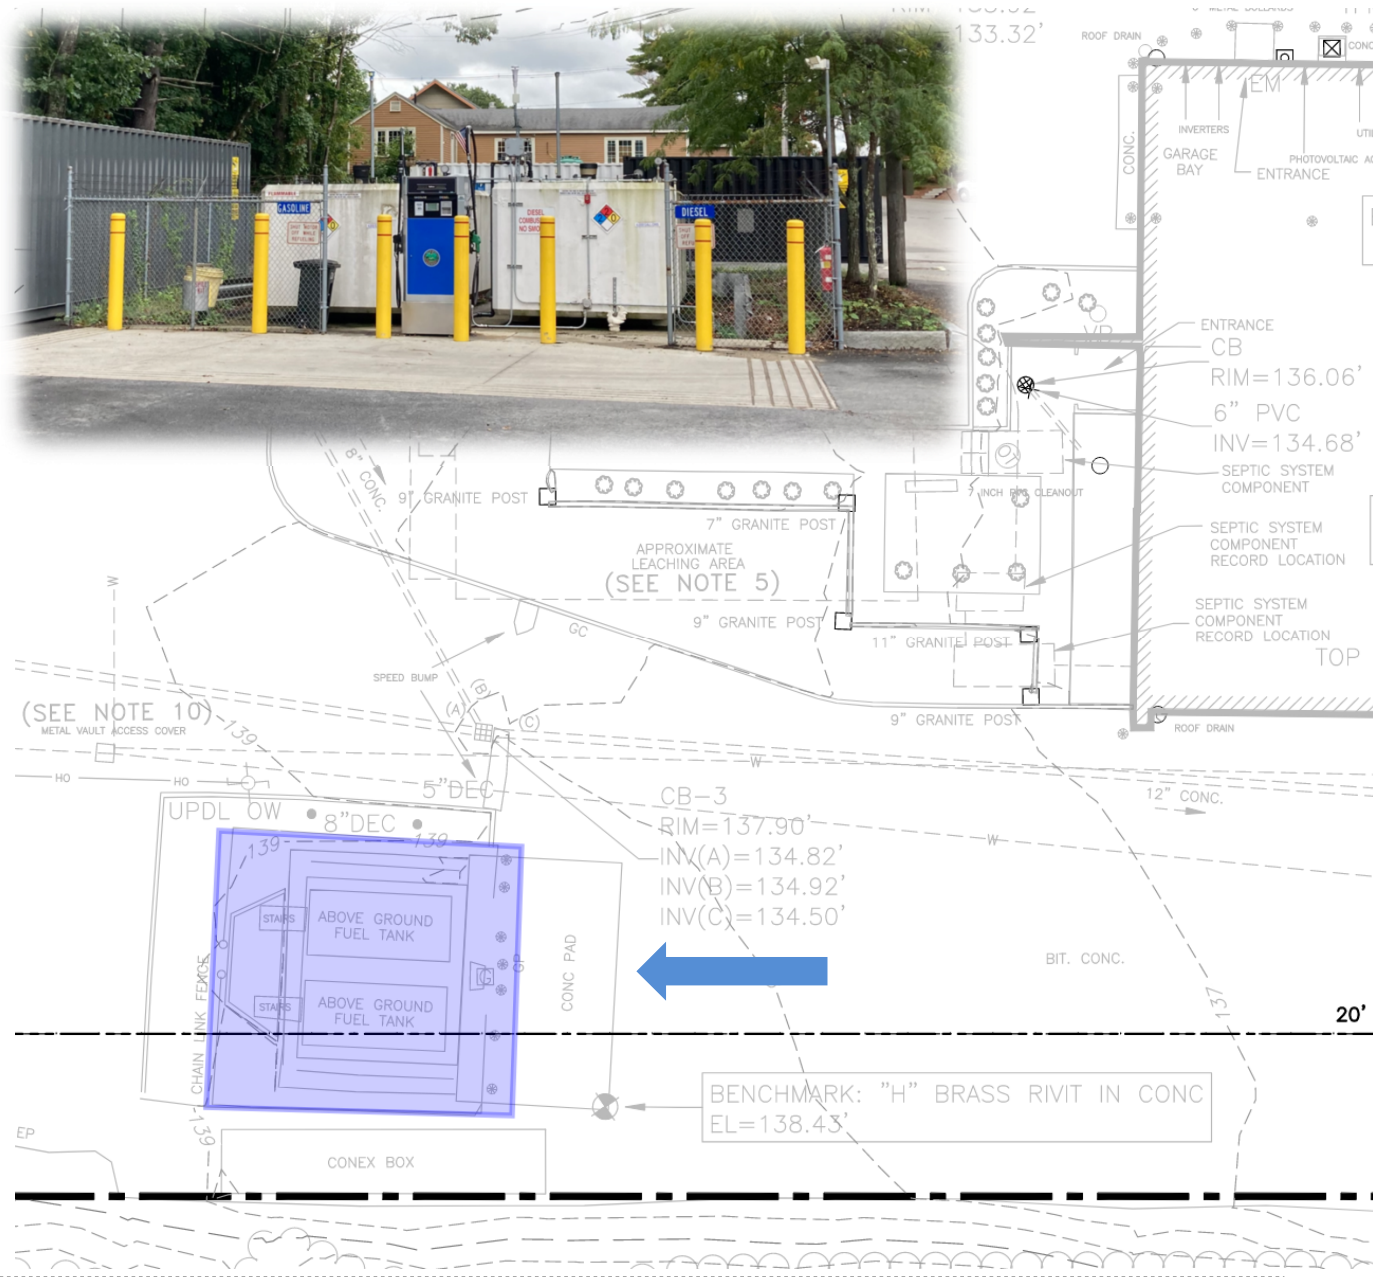 133.32'
ROOF DRAIN
CONC
EM
INVERTERS
GARAGE
BAY
ENTRANCE
CONC.
GASOLINE
DIESEL
DIESEL
ENTRANCE
CB
RIM=136.06'
6" PVC
INV=134.68'
SEPTIC SYSTEM
COMPONENT
8" CONC.
9" GRANITE POST
7" GRANITE POST
SEPTIC SYSTEM
COMPONENT
RECORD LOCATION
APPROXIMATE
LEACHING AREA
(SEE NOTE 5)
W
GC
9" GRANITE POST
11" GRANITE POST
SEPTIC SYSTEM
COMPONENT
RECORD LOCATION
TOP
SPEED BUMP
(A)
(B)
(C)
(SEE NOTE 10)
METAL VAULT ACCESS COVER
139
9" GRANITE POST
ROOF DRAIN
W
HO
HO
5"DEC
12" CONC.
UPDL OW
8"DEC
CB-3
RIM=137.90'
INV(A)=134.82'
INV(B)=134.92'
INV(C)=134.50'
W
139
139
STAIRS
ABOVE GROUND
FUEL TANK
GP
G
CONC PAD
BIT. CONC.
STAIRS
ABOVE GROUND
FUEL TANK
CHAIN LINK FENCE
137
20'
BENCHMARK: "H" BRASS RIVIT IN CONC
EL=138.43'
139
EP
CONEX BOX